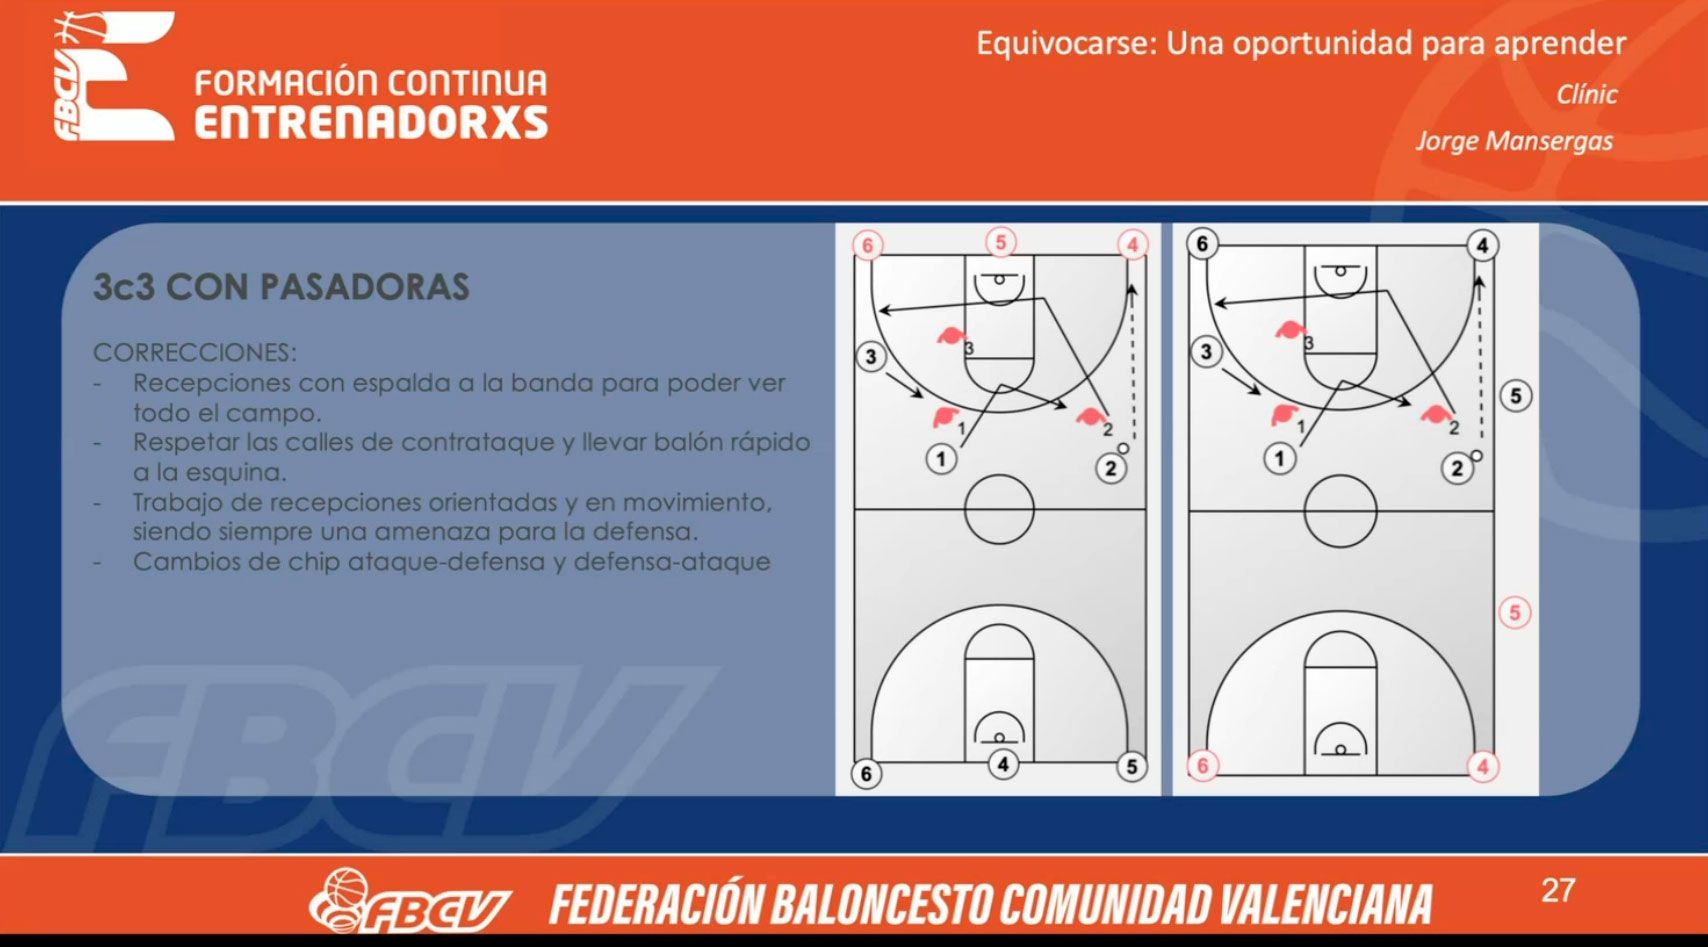 FBCV
FORMACIÓN CONTINUA
ENTRENADORXS
Equivocarse: Una oportunidad para aprender
Clínic
Jorge Mansergas
3c3 CON PASADORAS
CORRECCIONES:
- Recepciones con espalda a la banda para poder ver
todo el campo.
- Respetar las calles de contrataque y llevar balón rápido
a la esquina.
- Trabajo de recepciones orientadas y en movimiento,
siendo siempre una amenaza para la defensa.
- Cambios de chip ataque-defensa y defensa-ataque
6 5 4
3
3
1
2
1
2
6 4 5
6 4
3
3
5
1
2
1
2
5
6 4
FBCV
FBCV
FEDERACIÓN BALONCESTO COMUNIDAD VALENCIANA
27